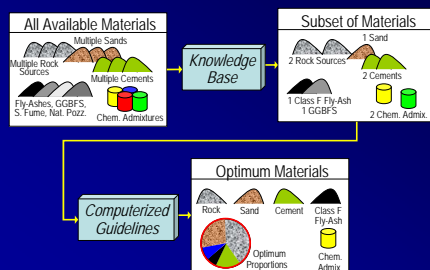 All Available Materials
Multiple Sands
Multiple Rock
Sources
Multiple Cements
Fly-Ashes, GGBFS,
S. Fume, Nat. Pozz.
Chem. Admixtures
Knowledge
Base
Subset of Materials
1 Sand
2 Rock Sources
2 Cements
1 Class F Fly-Ash
1 GGBFS
2 Chem. Admix.
Computerized
Guidelines
Optimum Materials
Rock
Sand
Cement
Class F
Fly-Ash
Optimum
Proportions
Chem.
Admix.